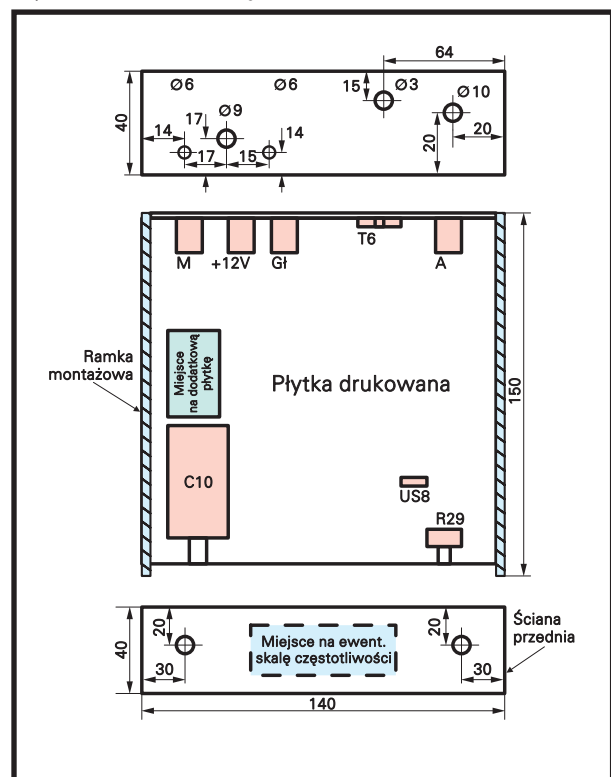 64
Ø6
Ø6
15
Ø3
Ø10
40
17
Ø9
14
14
17
15
20
20
M
+12V
Gł
T6
A
Ramka
montażowa
Miejsce
na dodatkową
płytkę
Płytka drukowana
150
C10
US8
R29
40
20
30
Miejsce na ewent.
skalę częstotliwości
20
30
Ściana
przednia
140